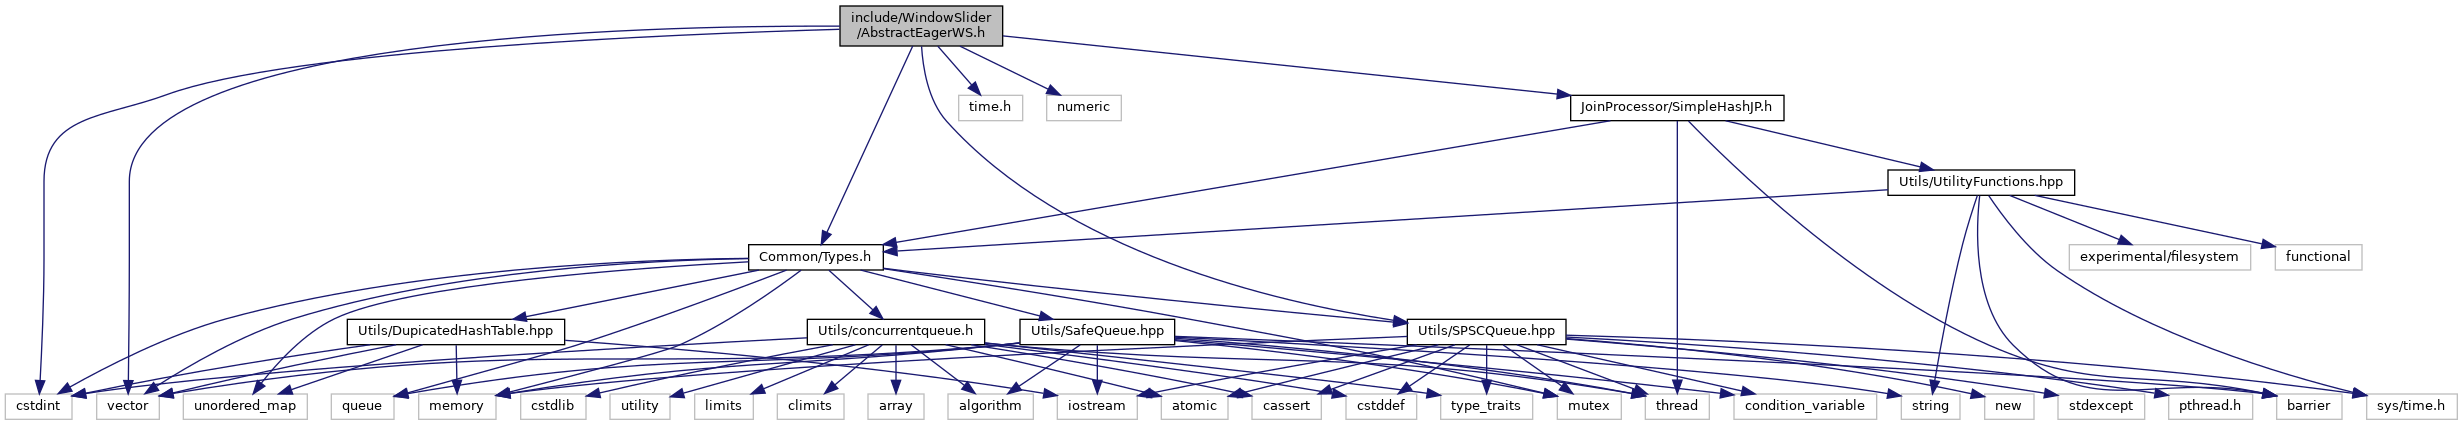 include/WindowSlider
/AbstractEagerWS.h
time.h
numeric
JoinProcessor/SimpleHashJP.h
Utils/UtilityFunctions.hpp
Common/Types.h
experimental/filesystem
functional
Utils/DupicatedHashTable.hpp
Utils/concurrentqueue.h
Utils/SafeQueue.hpp
Utils/SPSCQueue.hpp
cstdint
vector
unordered_map
queue
memory
cstdlib
utility
limits
climits
array
algorithm
iostream
atomic
cassert
cstddef
type_traits
mutex
thread
condition_variable
string
new
stdexcept
pthread.h
barrier
sys/time.h